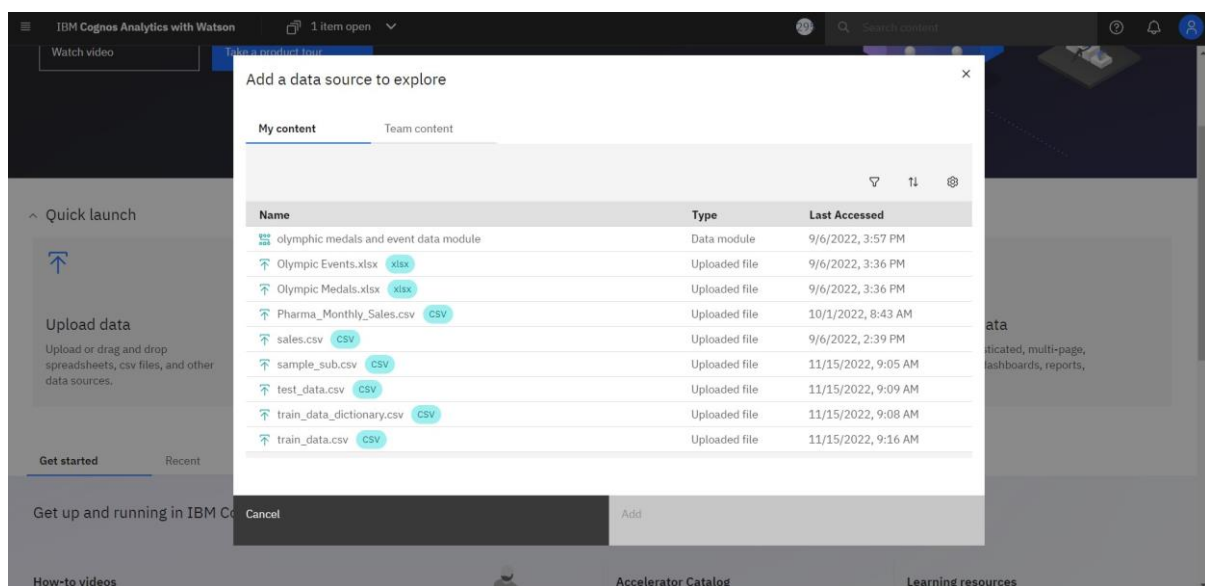 IBM Cognos Analytics with Watson
1 item open
29+
Search content
Watch video
Take a product tour
Add a data source to explore
My content Team content
Name Type Last Accessed
olymphic medals and event data module Data module 9/6/2022, 3:57 PM
Olympic Events.xlsx xlsx Uploaded file 9/6/2022, 3:36 PM
Olympic Medals.xlsx xlsx Uploaded file 9/6/2022, 3:36 PM
Pharma_Monthly_Sales.csv CSV Uploaded file 10/1/2022, 8:43 AM
sales.csv CSV Uploaded file 9/6/2022, 2:39 PM
sample_sub.csv CSV Uploaded file 11/15/2022, 9:05 AM
test_data.csv CSV Uploaded file 11/15/2022, 9:09 AM
train_data_dictionary.csv CSV Uploaded file 11/15/2022, 9:08 AM
train_data.csv CSV Uploaded file 11/15/2022, 9:16 AM
Cancel Add
Quick launch
Upload data
Upload or drag and drop
spreadsheets, csv files, and other
data sources.
ata
sticated, multi-page,
lashboards, reports,
Get started Recent
Get up and running in IBM Co
How-to videos Accelerator Catalog Learning resources